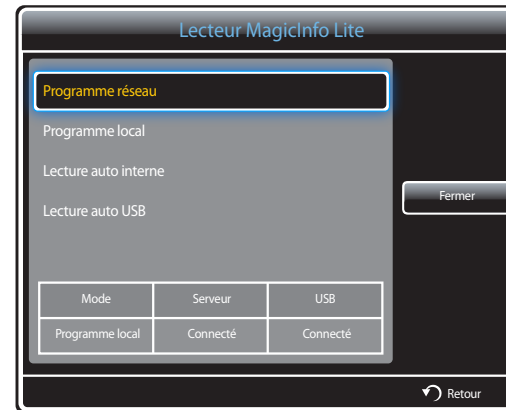 Lecteur MagicInfo Lite
Programme réseau
Programme local
Lecture auto interne
Lecture auto USB
Fermer
Mode Serveur USB
Programme local Connecté Connecté
Retour